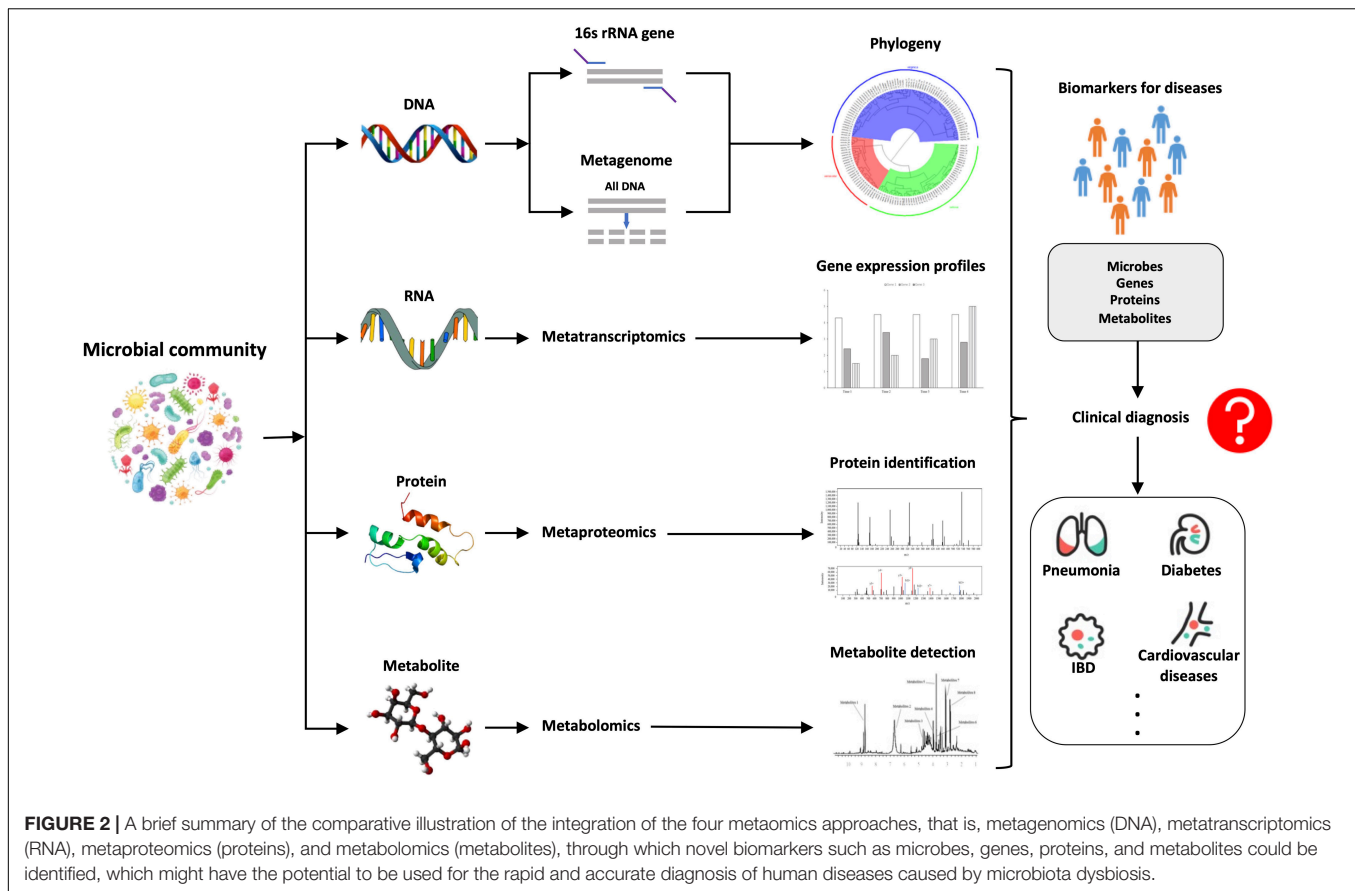 16s rRNA gene
Phylogeny
Biomarkers for diseases
DNA
Metagenome
All DNA
Gene expression profiles
Microbes
Genes
Proteins
Metabolites
RNA
Metatranscriptomics
Microbial community
Clinical diagnosis
?
Protein identification
Protein
Metaproteomics
Pneumonia
Diabetes
IBD
Cardiovascular
diseases
Metabolite detection
Metabolite
Metabolomics
FIGURE 2 | A brief summary of the comparative illustration of the integration of the four metaomics approaches, that is, metagenomics (DNA), metatranscriptomics
(RNA), metaproteomics (proteins), and metabolomics (metabolites), through which novel biomarkers such as microbes, genes, proteins, and metabolites could be
identified, which might have the potential to be used for the rapid and accurate diagnosis of human diseases caused by microbiota dysbiosis.